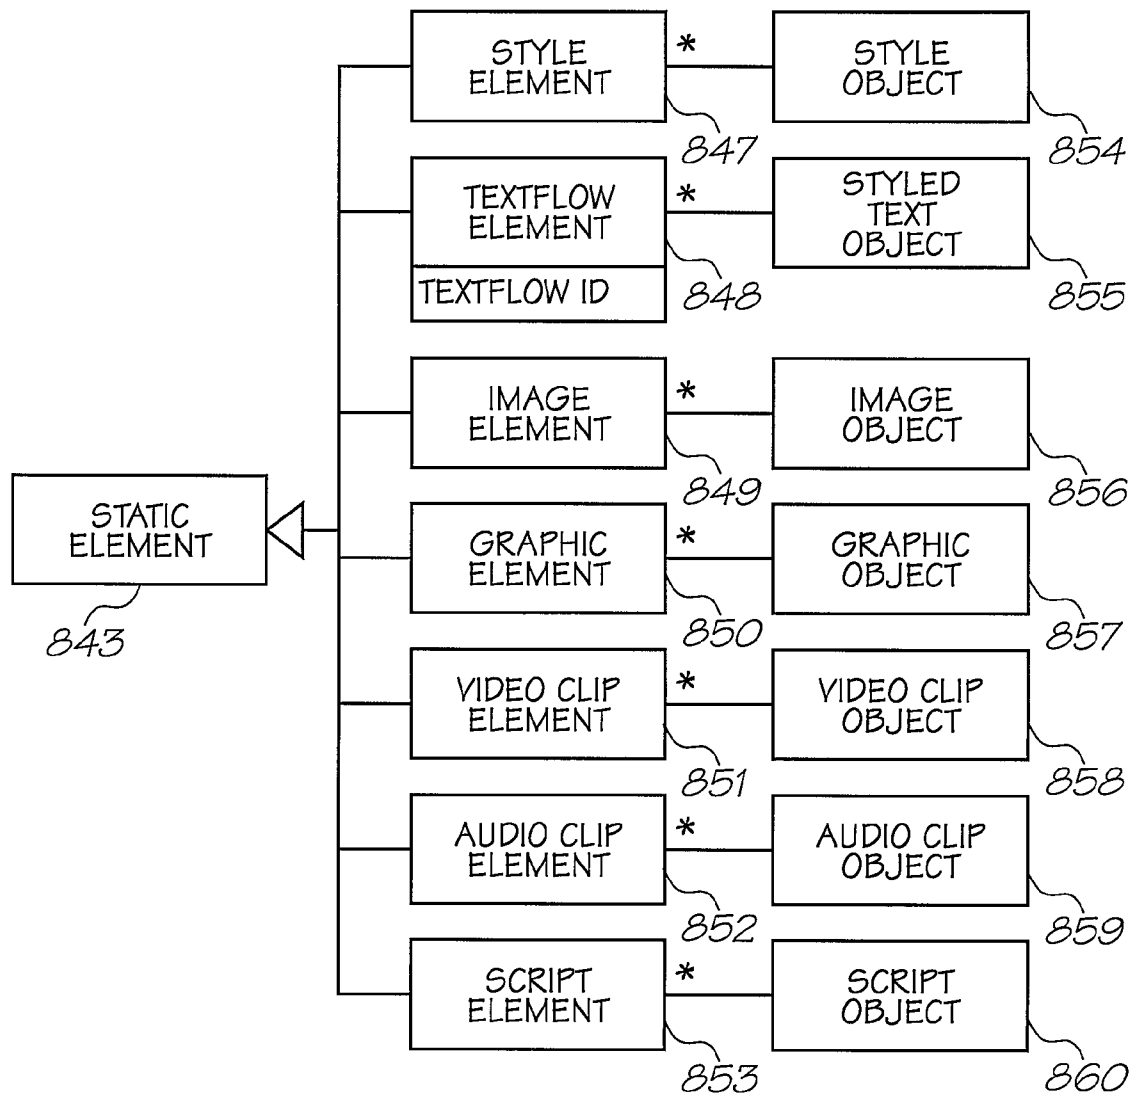 STYLE
ELEMENT
*
STYLE
OBJECT
847
854
TEXTFLOW
ELEMENT
*
STYLED
TEXT
OBJECT
TEXTFLOW ID
848
855
IMAGE
ELEMENT
*
IMAGE
OBJECT
849
856
STATIC
ELEMENT
843
GRAPHIC
ELEMENT
*
GRAPHIC
OBJECT
850
857
VIDEO CLIP
ELEMENT
*
VIDEO CLIP
OBJECT
851
858
AUDIO CLIP
ELEMENT
*
AUDIO CLIP
OBJECT
852
859
SCRIPT
ELEMENT
*
SCRIPT
OBJECT
853
860